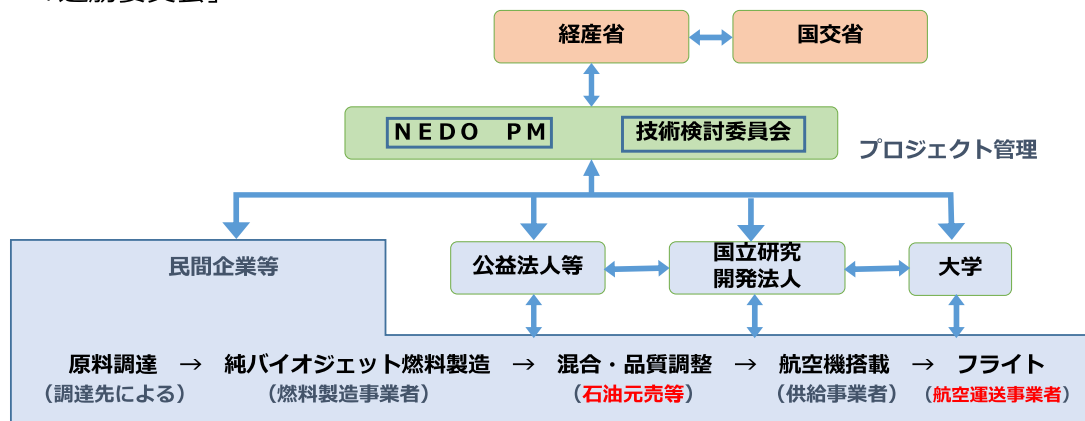 経産省
国交省
ＮＥＤＯ　ＰＭ
技術検討委員会
プロジェクト管理
民間企業等
公益法人等
国立研究
開発法人
大学
原料調達 → 純バイオジェット燃料製造 → 混合・品質調整 → 航空機搭載 → フライト
（調達先による） （燃料製造事業者） （石油元売等） （供給事業者） （航空運送事業者）